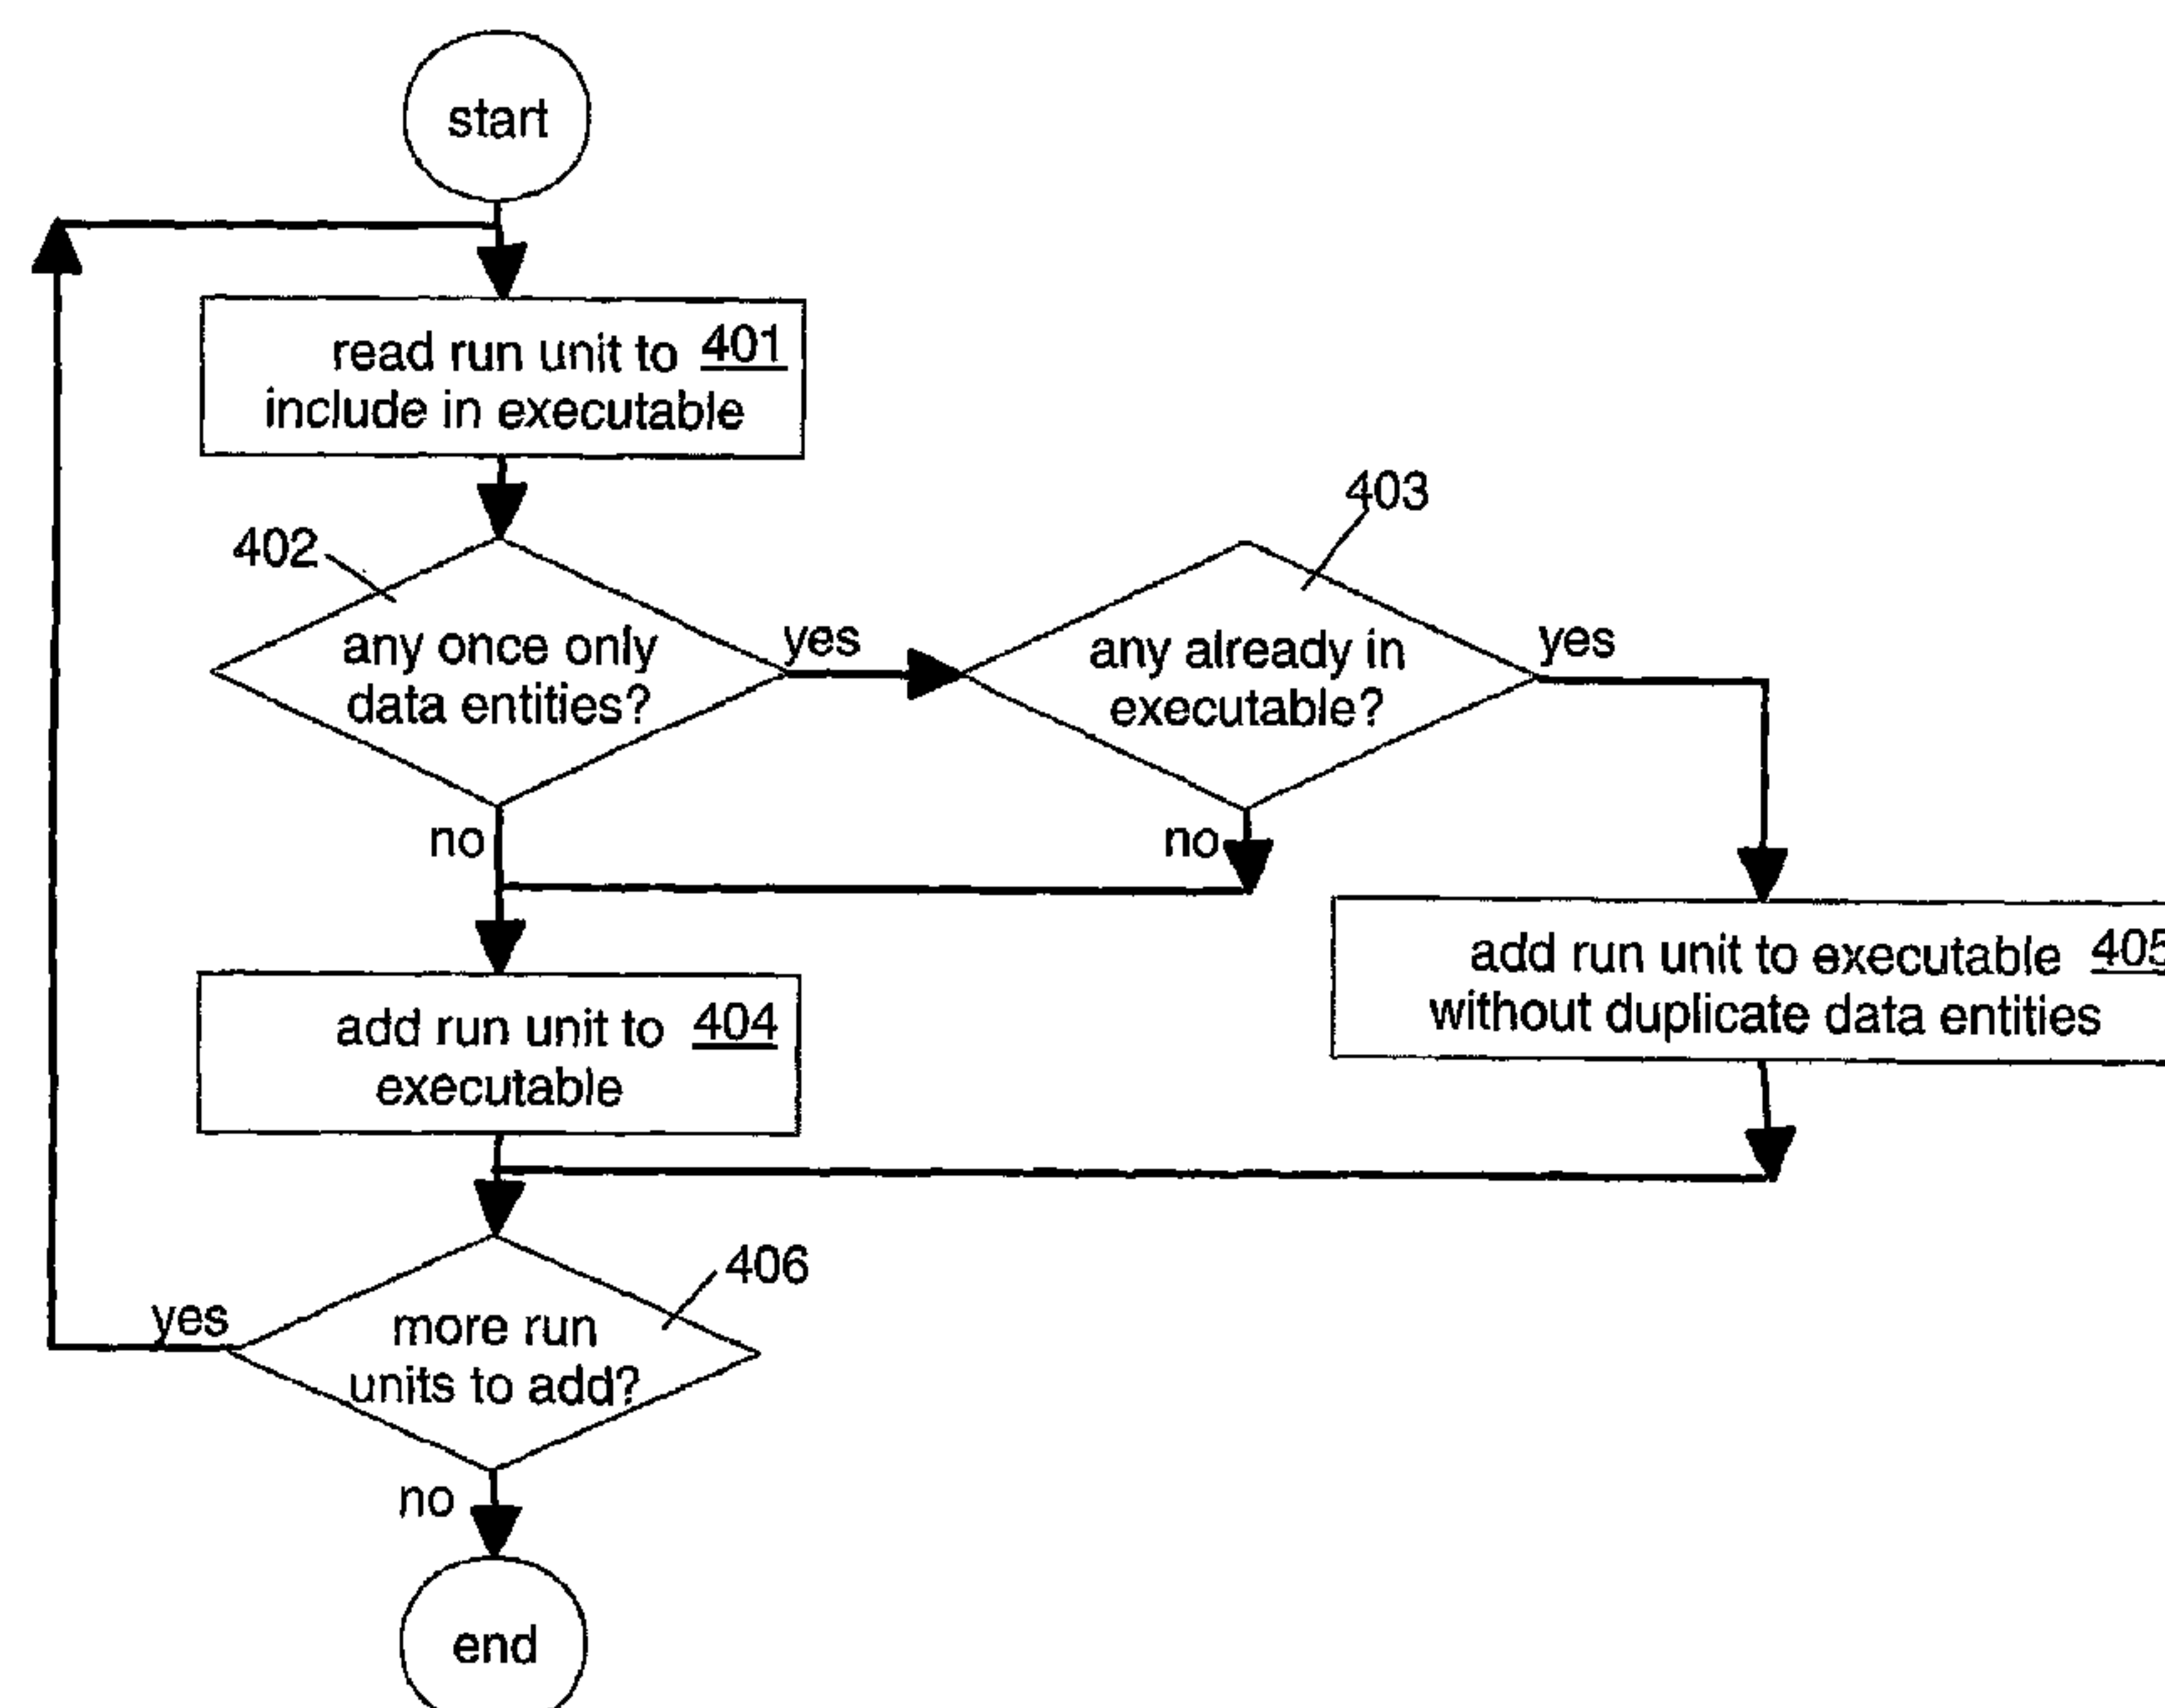 start
read run unit to 401
include in executable
402
403
any once only
data entities?
yes
any already in
executable?
yes
no
no
add run unit to executable 405
without duplicate data entities
add run unit to 404
executable
406
yes
more run
units to add?
no
end